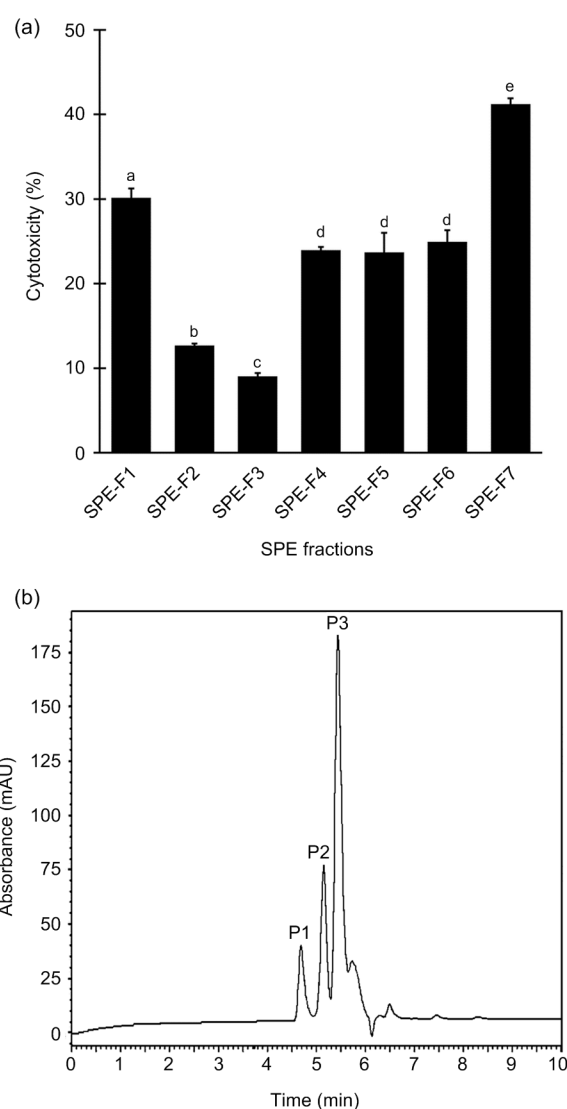 (a)
Cytotoxicity (%)
50
40
30
20
10
0
a
b
c
d
d
d
e
SPE-F1
SPE-F2
SPE-F3
SPE-F4
SPE-F5
SPE-F6
SPE-F7
SPE fractions
(b)
Absorbance (mAU)
175
150
125
100
75
50
25
0
P1
P2
P3
0
1
2
3
4
5
6
7
8
9
10
Time (min)